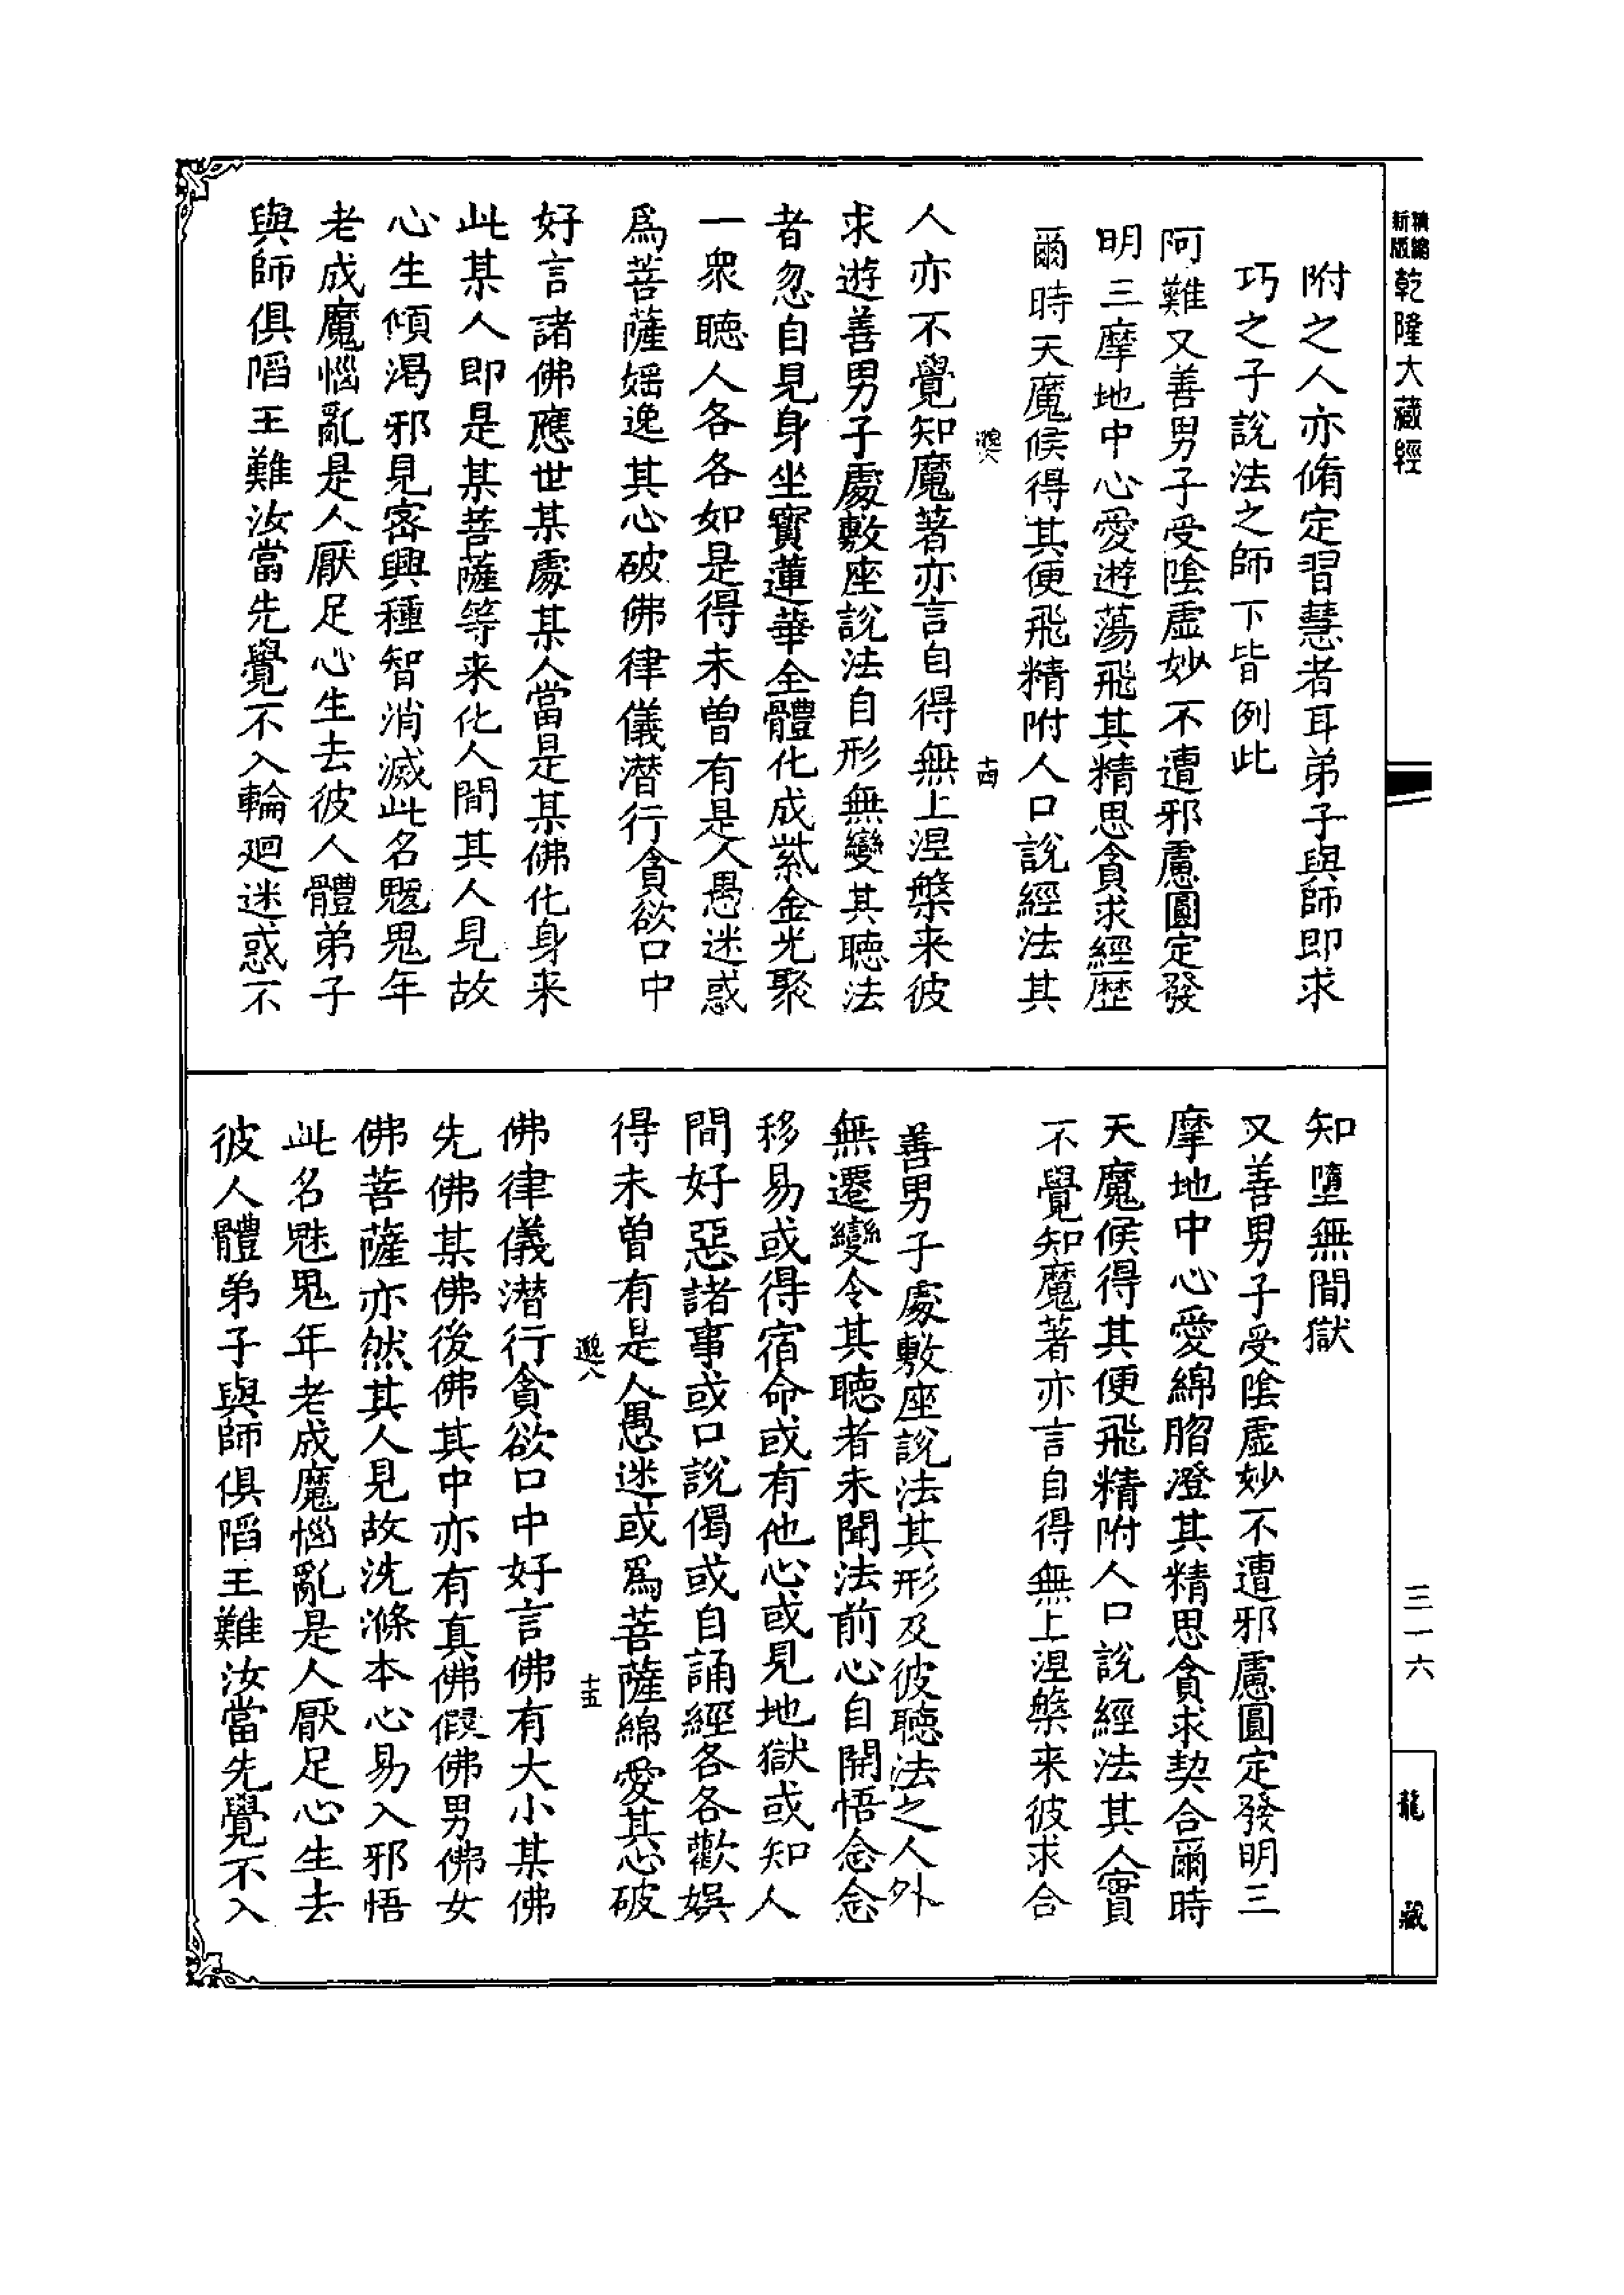 精縮
新版
乾隆大藏經
附之人亦脩定習慧者耳弟子與師即求
巧之子說法之師下皆例此
阿難又善男子受陰虛妙不遭邪慮圓定發
明三摩地中心愛遊蕩飛其精思貪求經歷
爾時天魔候得其便飛精附人口說經法其
十四
人亦不覺知魔著亦言自得無上涅槃来彼
求遊善男子處敷座說法自形無變其聽法
者忽自見身坐寶蓮華全體化成紫金光聚
一衆聽人各各如是得未曾有是人愚迷惑
爲菩薩婬逸其心破佛律儀潛行貪欲口中
好言諸佛應世某處某人當是某佛化身来
此某人即是某菩薩等来化人間其人見故
心生傾渴邪見密興種智消滅此名魃鬼年
老成魔惱亂是人厭足心生去彼人體弟子
與師俱陷王難汝當先覺不入輪廻迷惑不
知墮無間獄
又善男子受陰虛妙不遭邪慮圓定發明三
摩地中心愛綿䐇澄其精思貪求契合爾時
天魔候得其便飛精附人口說經法其人實
不覺知魔著亦言自得無上涅槃来彼求合
善男子處敷座說法其形及彼聽法之人外
無遷變令其聽者未聞法前心自開悟念念
移易或得宿命或有他心或見地獄或知人
間好惡諸事或口說偈或自誦經各各歡娛
得未曾有是人愚迷或爲菩薩綿愛其心破
十五
佛律儀潛行貪欲口中好言佛有大小某佛
先佛某佛後佛其中亦有真佛假佛男佛女
佛菩薩亦然其人見故洗滌本心易入邪悟
此名魅鬼年老成魔惱亂是人厭足心生去
彼人體弟子與師俱陷王難汝當先覺不入
三一六
龍藏